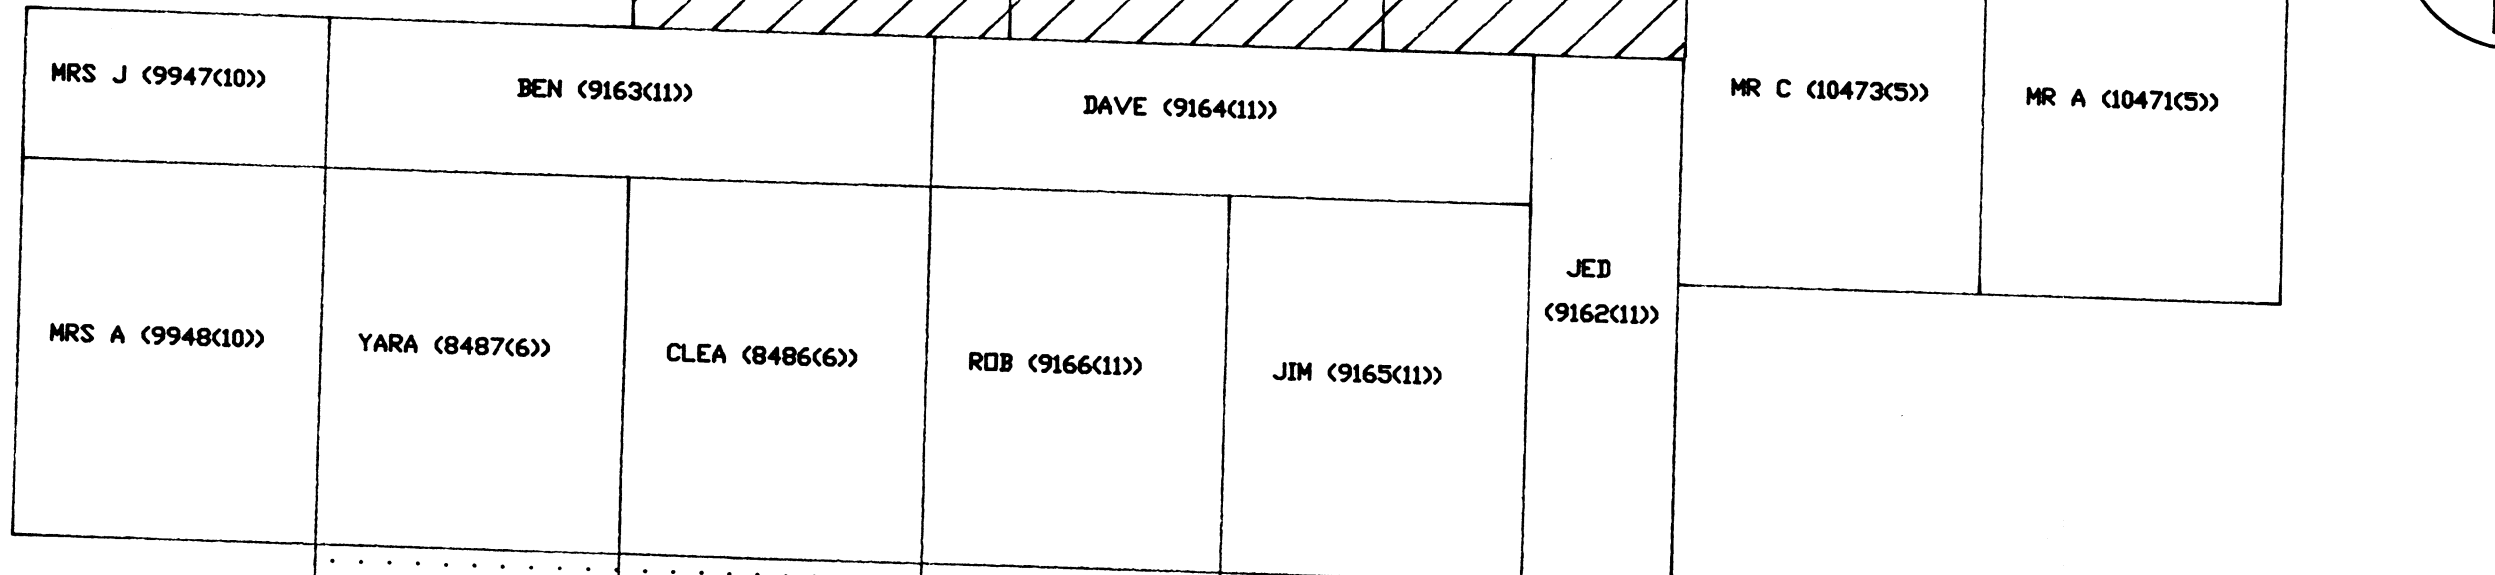 MRS J (9947(10))
BEN (9163(11))
DAVE (9164(11))
MR C (10473(5))
MR A (10471(5))
JED
(9162(11))
MRS A (9948(10))
YARA (8487(6))
CLEA (8486(6))
ROB (9166(11))
JIM (9165(11))